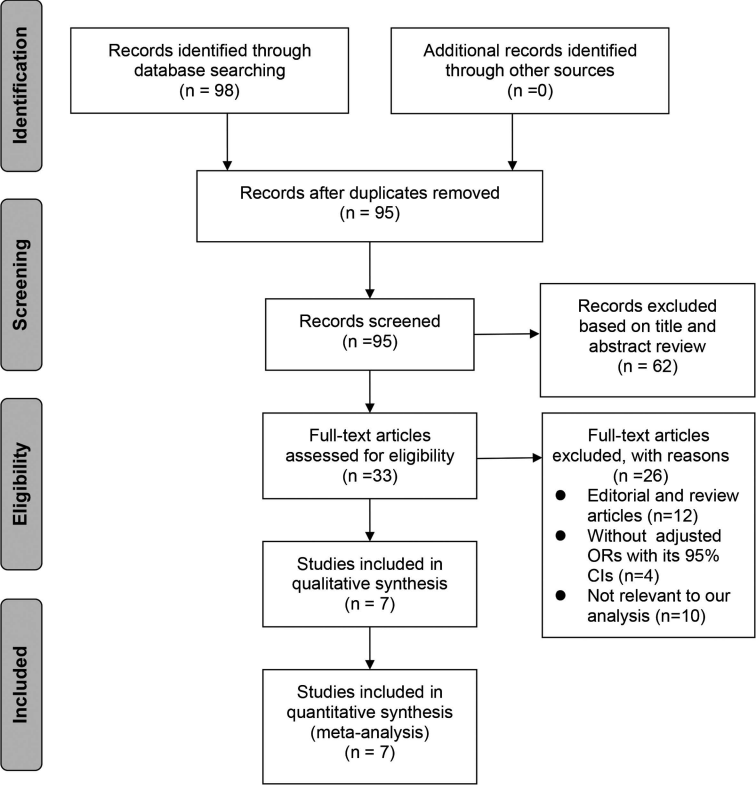 Identification
Records identified through
database searching
(n = 98)
Additional records identified
through other sources
(n =0)
Records after duplicates removed
(n = 95)
Screening
Records screened
(n =95)
Records excluded
based on title and
abstract review
(n = 62)
Eligibility
Full-text articles
assessed for eligibility
(n =33)
Full-text articles
excluded, with reasons
(n =26)
● Editorial and review
articles (n=12)
● Without adjusted
ORs with its 95%
CIs (n=4)
● Not relevant to our
analysis (n=10)
Studies included in
qualitative synthesis
(n = 7)
Included
Studies included in
quantitative synthesis
(meta-analysis)
(n = 7)